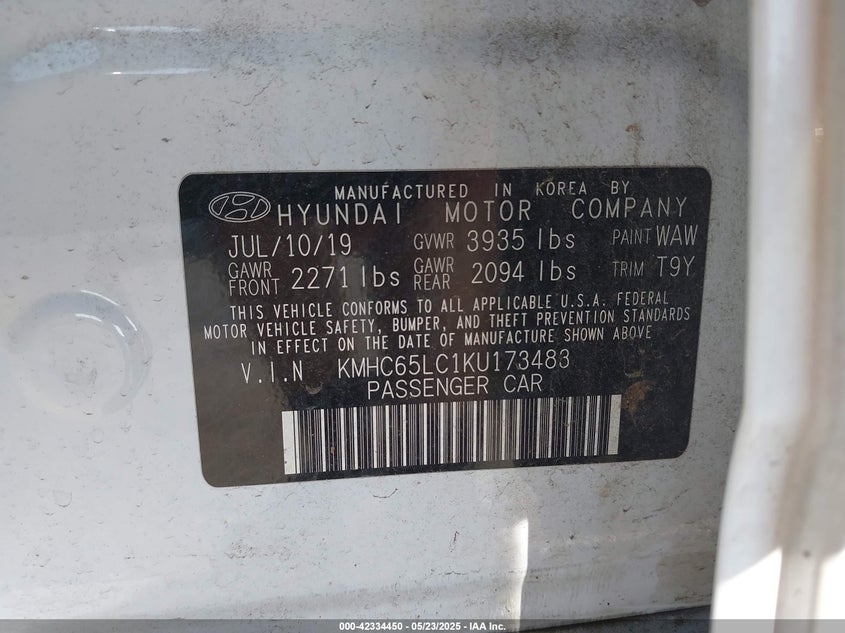 MANUFACTURED IN KOREA BY
HYUNDAI MOTOR COMPANY
JUL/10/19 GVWR 3935 lbs PAINT WAW
GAWR FRONT 2271 lbs GAWR REAR 2094 lbs TRIM T9Y
THIS VEHICLE CONFORMS TO ALL APPLICABLE U.S.A. FEDERAL
MOTOR VEHICLE SAFETY, BUMPER, AND THEFT PREVENTION STANDARDS
IN EFFECT ON THE DATE OF MANUFACTURE SHOWN ABOVE
V.I.N KMHC65LC1KU173483
PASSENGER CAR
000-42334450 - 05/23/2025 - IAA Inc.